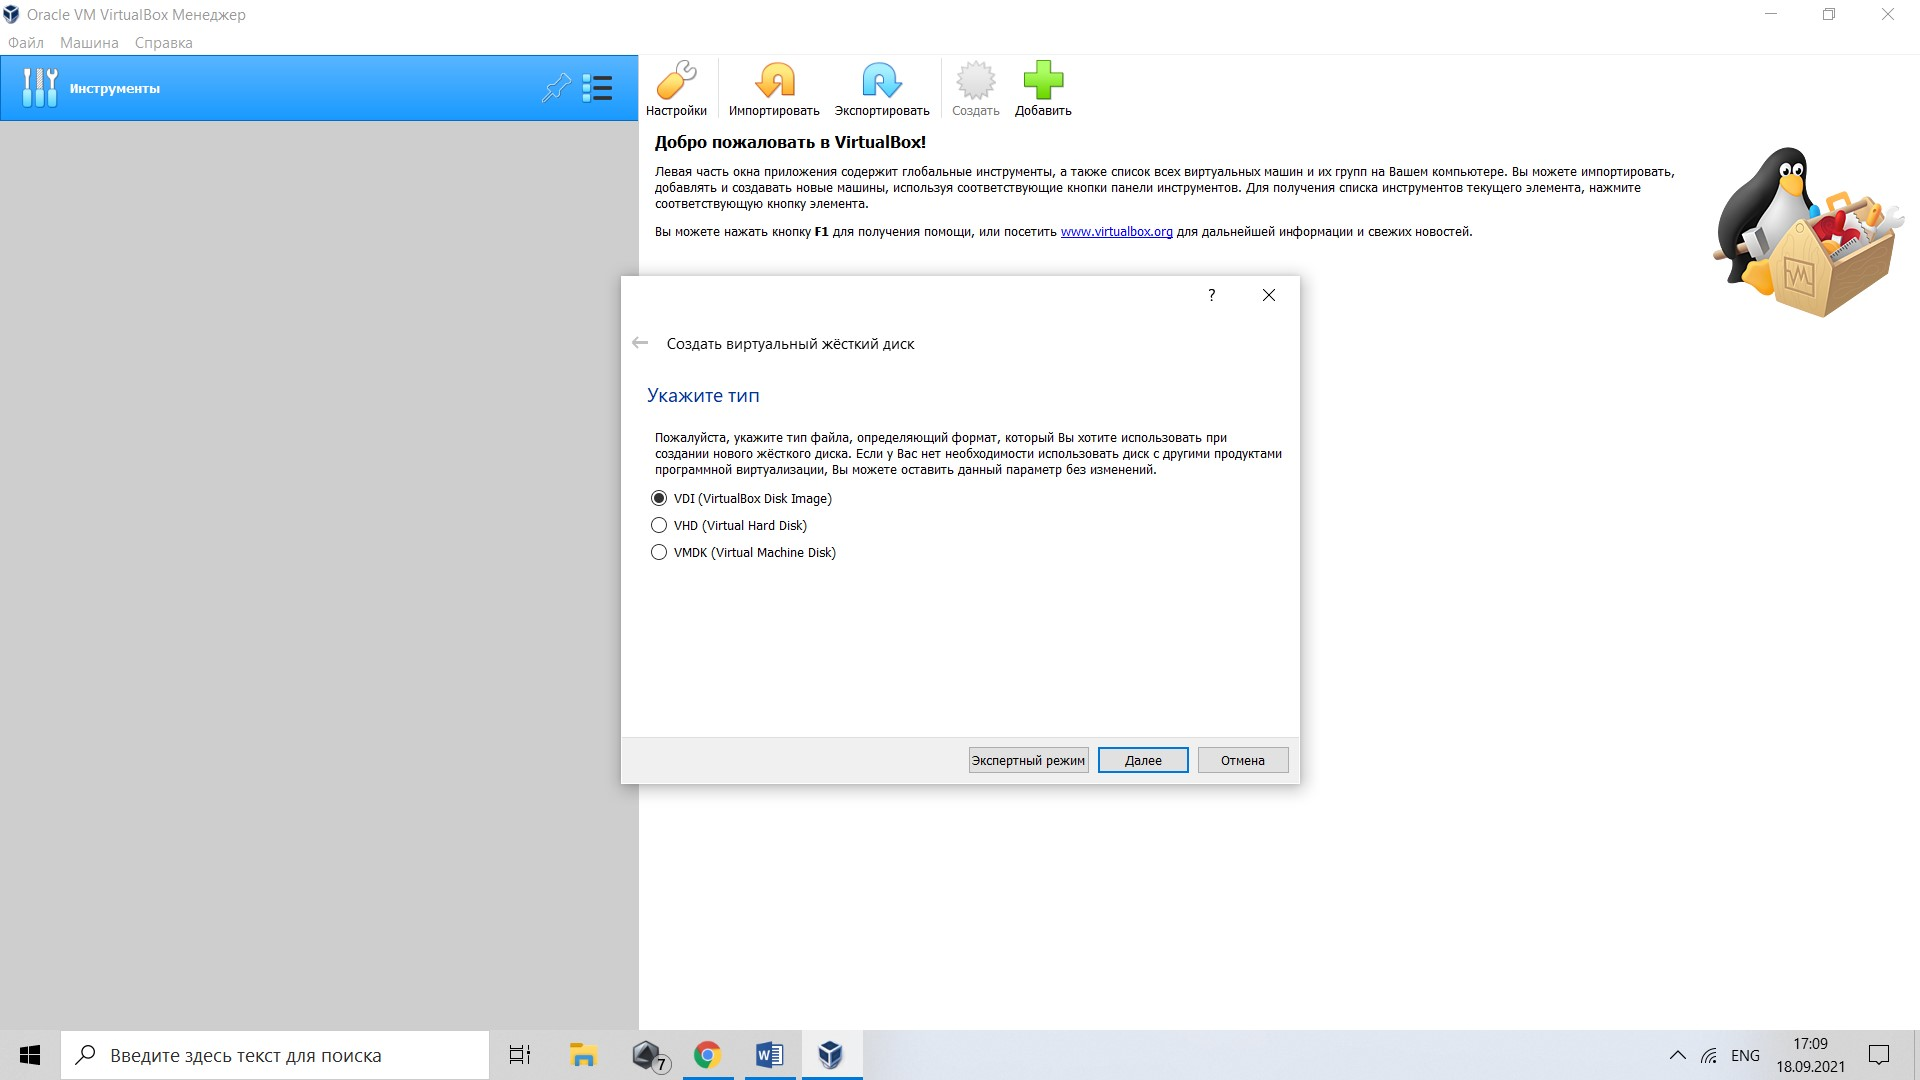 Oracle VM VirtualBox Менеджер
Файл Машина Справка
Инструменты
Настройки Импортировать Экспортировать Создать Добавить
Добро пожаловать в VirtualBox!
Левая часть окна приложения содержит глобальные инструменты, а также список всех виртуальных машин и их групп на Вашем компьютере. Вы можете импортировать,
добавлять и создавать новые машины, используя соответствующие кнопки панели инструментов. Для получения списка инструментов текущего элемента, нажмите
соответствующую кнопку элемента.
Вы можете нажать кнопку F1 для получения помощи, или посетить www.virtualbox.org для дальнейшей информации и свежих новостей.
?
Создать виртуальный жёсткий диск
Укажите тип
Пожалуйста, укажите тип файла, определяющий формат, который Вы хотите использовать при
создании нового жёсткого диска. Если у Вас нет необходимости использовать диск с другими продуктами
программной виртуализации, Вы можете оставить данный параметр без изменений.
VDI (VirtualBox Disk Image)
VHD (Virtual Hard Disk)
VMDK (Virtual Machine Disk)
Экспертный режим Далее Отмена
Введите здесь текст для поиска
7
ENG
17:09
18.09.2021